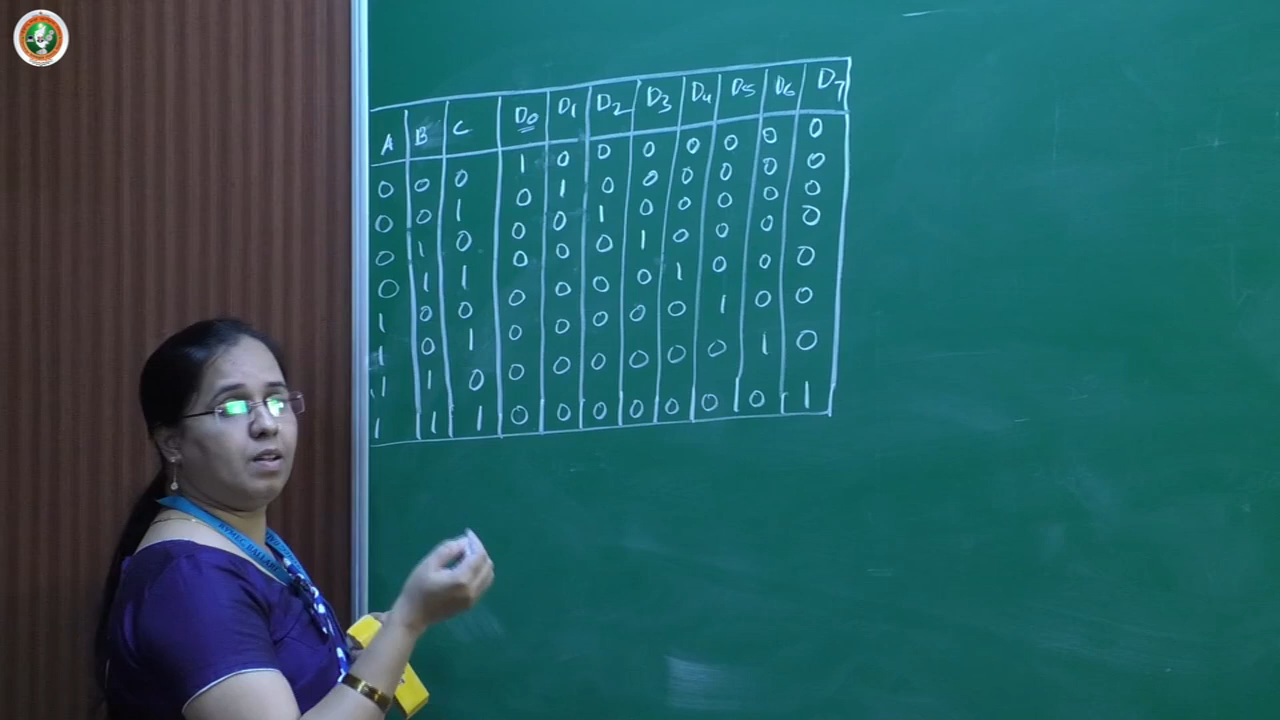 A B C D0 D1 D2 D3 D4 D5 D6 D7
0 0 0 1 0 0 0 0 0 0 0
0 0 1 0 1 0 0 0 0 0 0
0 1 0 0 0 1 0 0 0 0 0
0 1 1 0 0 0 1 0 0 0 0
1 0 0 0 0 0 0 1 0 0 0
1 0 1 0 0 0 0 0 1 0 0
1 1 0 0 0 0 0 0 0 1 0
1 1 1 0 0 0 0 0 0 0 1
RYMEC BALLARI